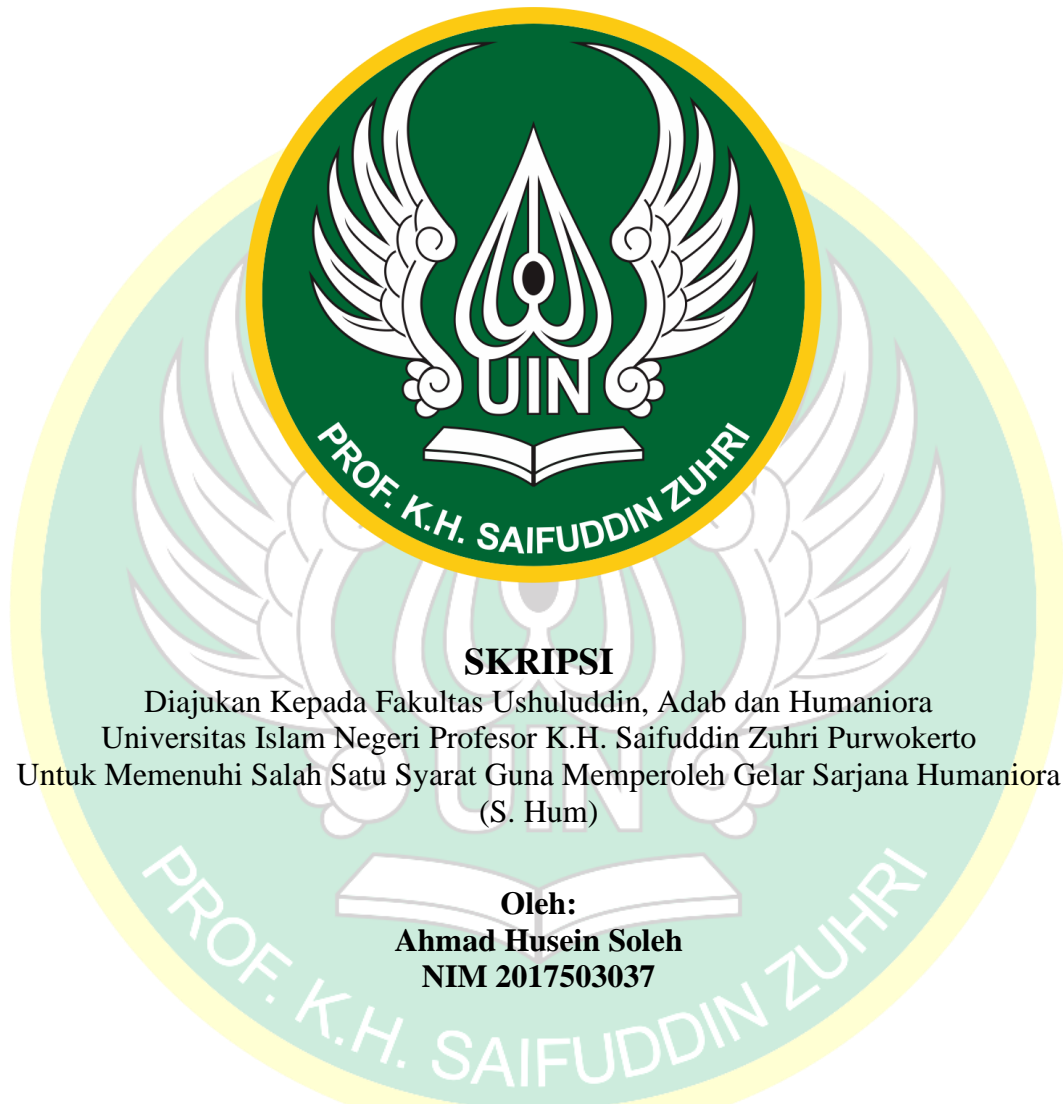 UIN
PROF. K.H. SAIFUDDIN ZUHRI
SKRIPSI
Diajukan Kepada Fakultas Ushuluddin, Adab dan Humaniora
Universitas Islam Negeri Profesor K.H. Saifuddin Zuhri Purwokerto
Untuk Memenuhi Salah Satu Syarat Guna Memperoleh Gelar Sarjana Humaniora
(S. Hum)
UIN
Oleh:
Ahmad Husein Soleh
NIM 2017503037
PROF. K.H. SAIFUDDIN ZUHRI